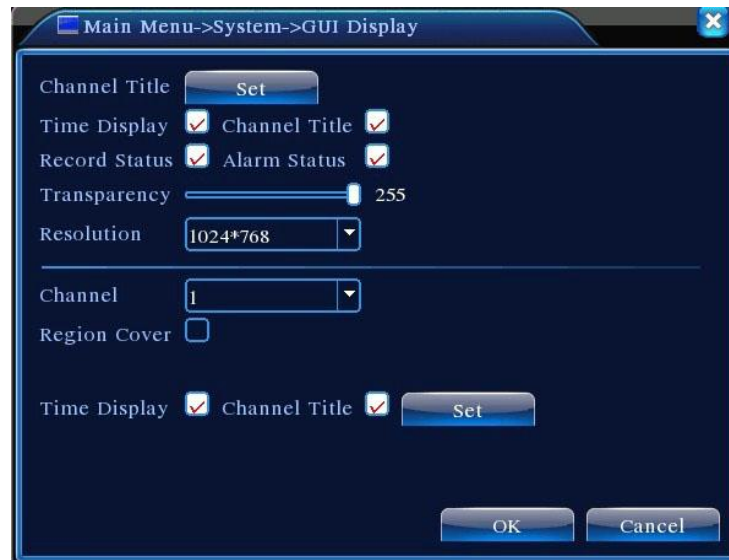 Main Menu->System->GUI Display
Channel Title Set
Time Display Channel Title
Record Status Alarm Status
Transparency 255
Resolution 1024*768
Channel 1
Region Cover
Time Display Channel Title Set
OK Cancel